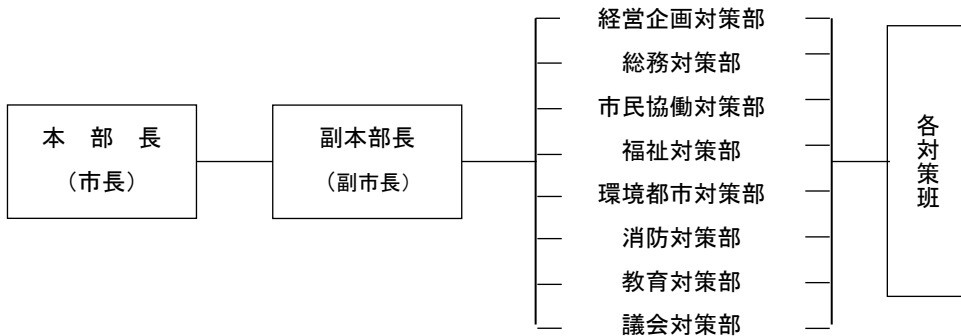 本部長
（市長）
副本部長
（副市長）
経営企画対策部
総務対策部
市民協働対策部
福祉対策部
環境都市対策部
消防対策部
教育対策部
議会対策部
各対策班